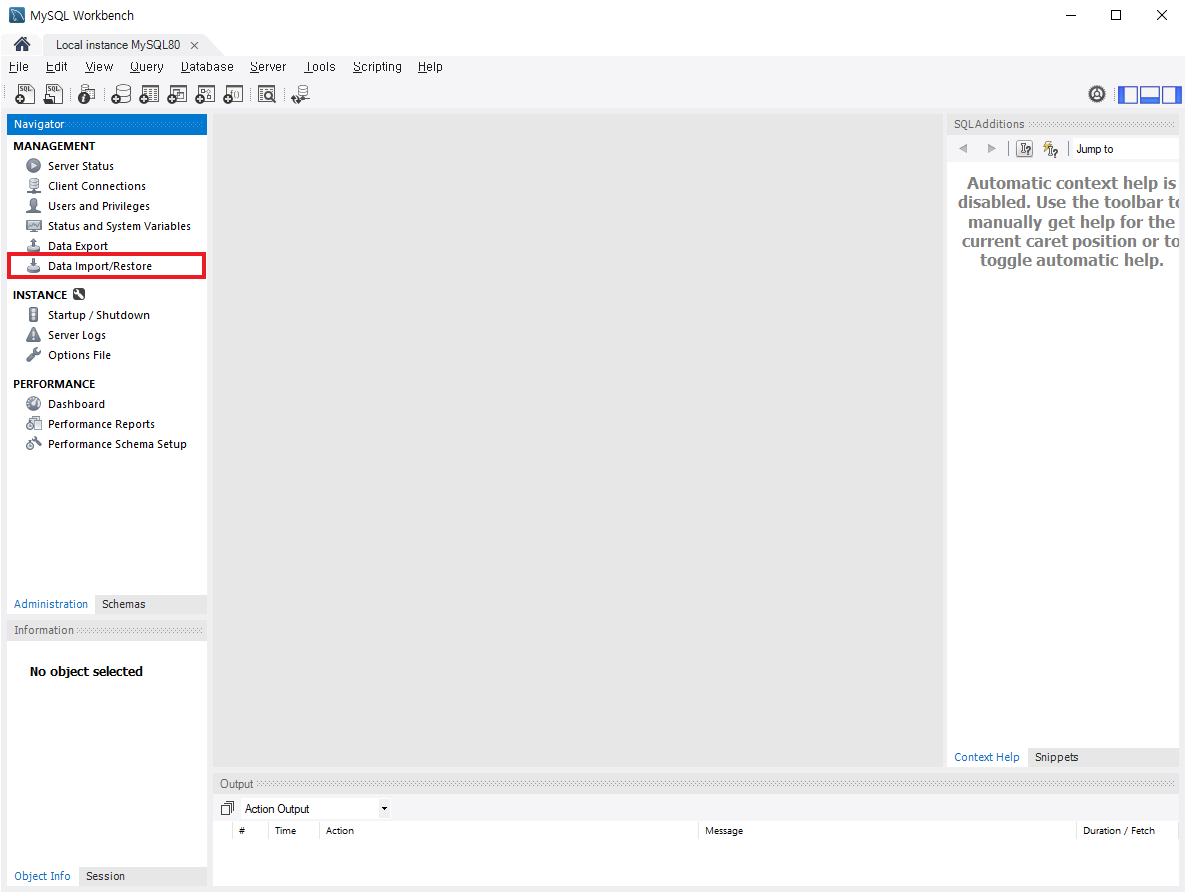 MySQL Workbench
Local instance MySQL80
File Edit View Query Database Server Tools Scripting Help
SQL SQL
Navigator
MANAGEMENT
Server Status
Client Connections
Users and Privileges
Status and System Variables
Data Export
Data Import/Restore
INSTANCE
Startup / Shutdown
Server Logs
Options File
PERFORMANCE
Dashboard
Performance Reports
Performance Schema Setup
Administration Schemas
Information
No object selected
Object Info Session
SQLAdditions
Jump to
Automatic context help is
disabled. Use the toolbar to
manually get help for the
current caret position or to
toggle automatic help.
Context Help Snippets
Output
Action Output
# Time Action Message Duration / Fetch